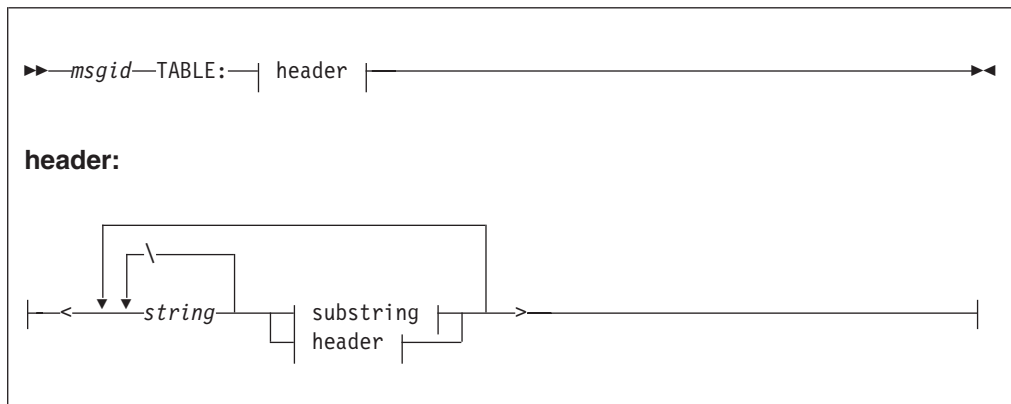 ►►—msgid—TABLE:—┤ header ├—►◄
header:
\
├—<—string—┤ substring ├—>—┤
┤ header ├